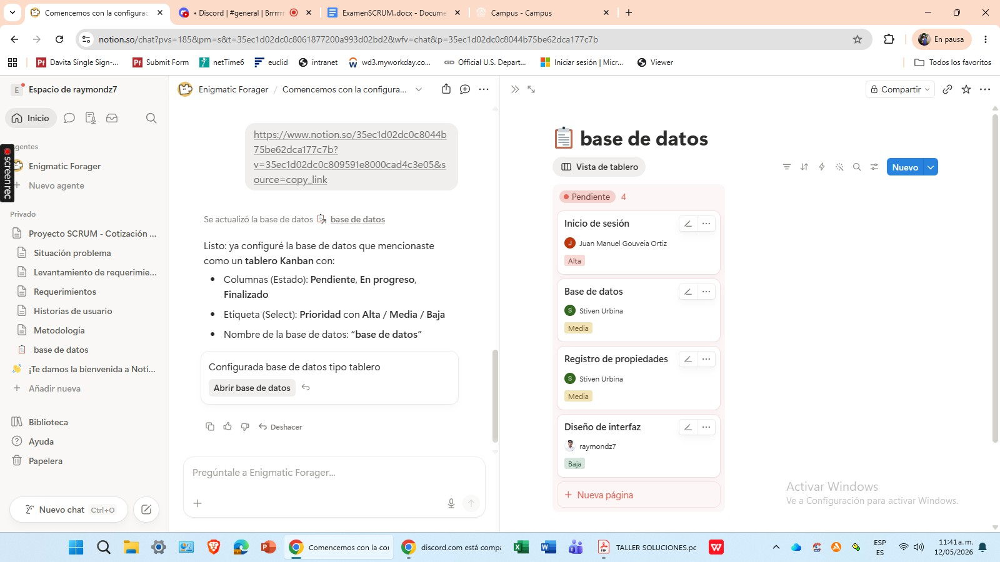 Comencemos con la configurac
• Discord | #general | Brrrrrr
ExamenSCRUM..docx - Docume
Campus - Campus
notion.so/chat?pvs=185&pm=s&t=35ec1d02dc0c8061877200a993d02bd2&wfv=chat&p=35ec1d02dc0c8044b75be62dca177c7b
En pausa
Davita Single Sign-...
Submit Form
netTime6
euclid
intranet
wd3.myworkday.co...
Official U.S. Depart...
Iniciar sesión | Micr...
Viewer
Todos los favoritos
E
Espacio de raymondz7
Inicio
gentes
Enigmatic Forager
Nuevo agente
screenrec
Privado
Proyecto SCRUM - Cotización ...
Situación problema
Levantamiento de requerimie...
Requerimientos
Historias de usuario
Metodología
base de datos
¡Te damos la bienvenida a Noti...
Añadir nueva
Biblioteca
Ayuda
Papelera
Nuevo chat Ctrl+O
Enigmatic Forager / Comencemos con la configura...
https://www.notion.so/35ec1d02dc0c8044b
75be62dca177c7b?
v=35ec1d02dc0c809591e8000cad4c3e05&s
ource=copy_link
Se actualizó la base de datos base de datos
Listo: ya configuré la base de datos que mencionaste
como un tablero Kanban con:
• Columnas (Estado): Pendiente, En progreso,
Finalizado
• Etiqueta (Select): Prioridad con Alta / Media / Baja
• Nombre de la base de datos: “base de datos”
Configurada base de datos tipo tablero
Abrir base de datos
Deshacer
Pregúntale a Enigmatic Forager...
Compartir
base de datos
Vista de tablero
Nuevo
Pendiente 4
Inicio de sesión
J Juan Manuel Gouveia Ortiz
Alta
Base de datos
S Stiven Urbina
Media
Registro de propiedades
S Stiven Urbina
Media
Diseño de interfaz
raymondz7
Baja
+ Nueva página
Activar Windows
Ve a Configuración para activar Windows.
Comencemos con la cor
discord.com está compa
TALLER SOLUCIONES.pc
ESP
ES
11:41 a. m.
12/05/2026